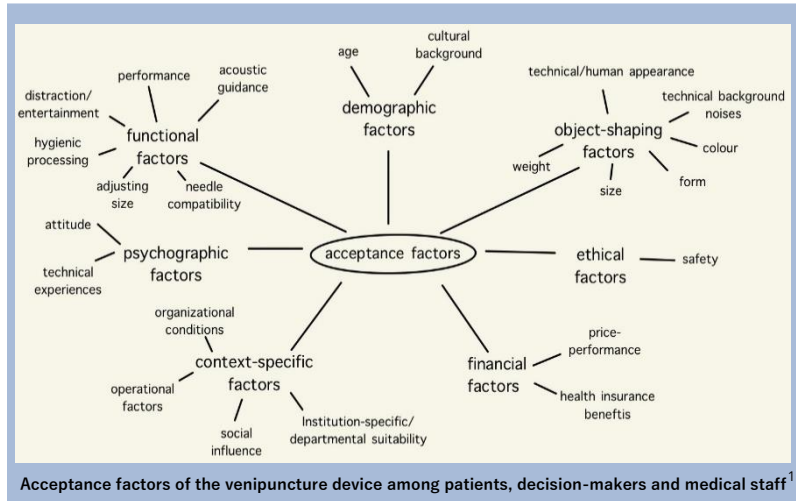 cultural
background
age
demographic
factors
performance
acoustic
guidance
distraction/
entertainment
functional
factors
hygienic
processing
adjusting
size
needle
compatibility
technical/human appearance
technical background
noises
object-shaping
factors
colour
weight
form
size
attitude
psychographic
factors
technical
experiences
acceptance factors
ethical
factors
safety
organizational
conditions
context-specific
factors
operational
factors
social
influence
Institution-specific/
departmental suitability
price-
performance
financial
factors
health insurance
beneftis
Acceptance factors of the venipuncture device among patients, decision-makers and medical staff1